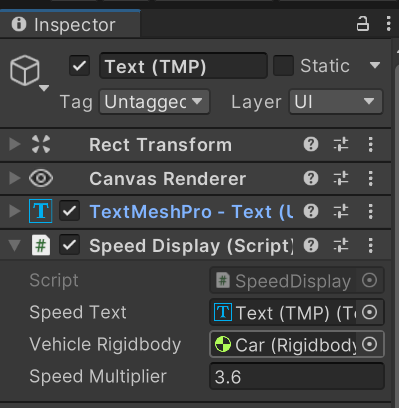 Inspector
Text (TMP) Static
Tag Untagged Layer UI
Rect Transform
Canvas Renderer
TextMeshPro - Text (U
Speed Display (Script)
Script SpeedDisplay
Speed Text Text (TMP) (Te
Vehicle Rigidbody Car (Rigidbody
Speed Multiplier 3.6